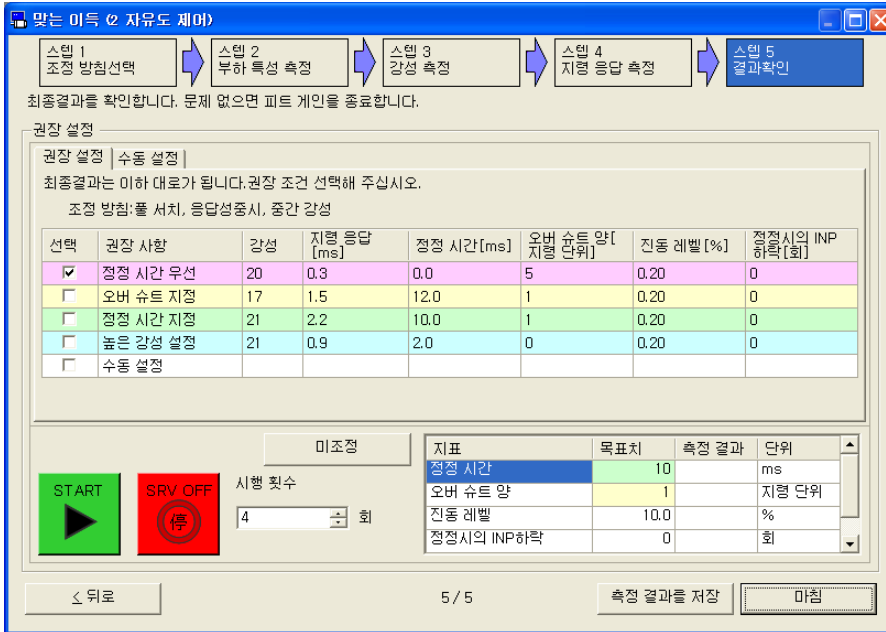 맞는 이득 (2 자유도 제어)
스텝 1
조정 방침선택
스텝 2
부하 특성 측정
스텝 3
강성 측정
스텝 4
지령 응답 측정
스텝 5
결과확인
최종결과를 확인합니다. 문제 없으면 피트 게인을 종료합니다.
권장 설정
권장 설정 수동 설정
최종결과는 이하 대로가 됩니다.권장 조건 선택해 주십시오.
조정 방침:풀 서치, 응답성중시, 중간 강성
선택 권장 사항 강성 지령 응답 [ms] 정정 시간[ms] 오버 슈트 양[ 지령 단위] 진동 레벨[%] 정정시의 INP 하락[회]
정정 시간 우선 20 0.3 0.0 5 0.20 0
오버 슈트 지정 17 1.5 12.0 1 0.20 0
정정 시간 지정 21 2.2 10.0 1 0.20 0
높은 강성 설정 21 0.9 2.0 0 0.20 0
수동 설정
미조정
START
SRV OFF
停
시행 횟수
4 회
지표 목표치 측정 결과 단위
정정 시간 10 ms
오버 슈트 양 1 지령 단위
진동 레벨 10.0 %
정정시의 INP하락 0 회
< 뒤로
5 / 5
측정 결과를 저장
마침